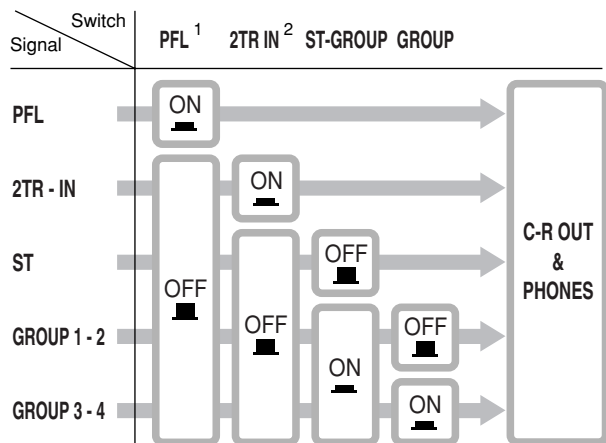 Switch
Signal
PFL 1 2TR IN 2 ST-GROUP GROUP
PFL ON
2TR - IN ON
ST OFF
OFF
GROUP 1 - 2 OFF OFF
ON
GROUP 3 - 4 ON
C-R OUT
&
PHONES